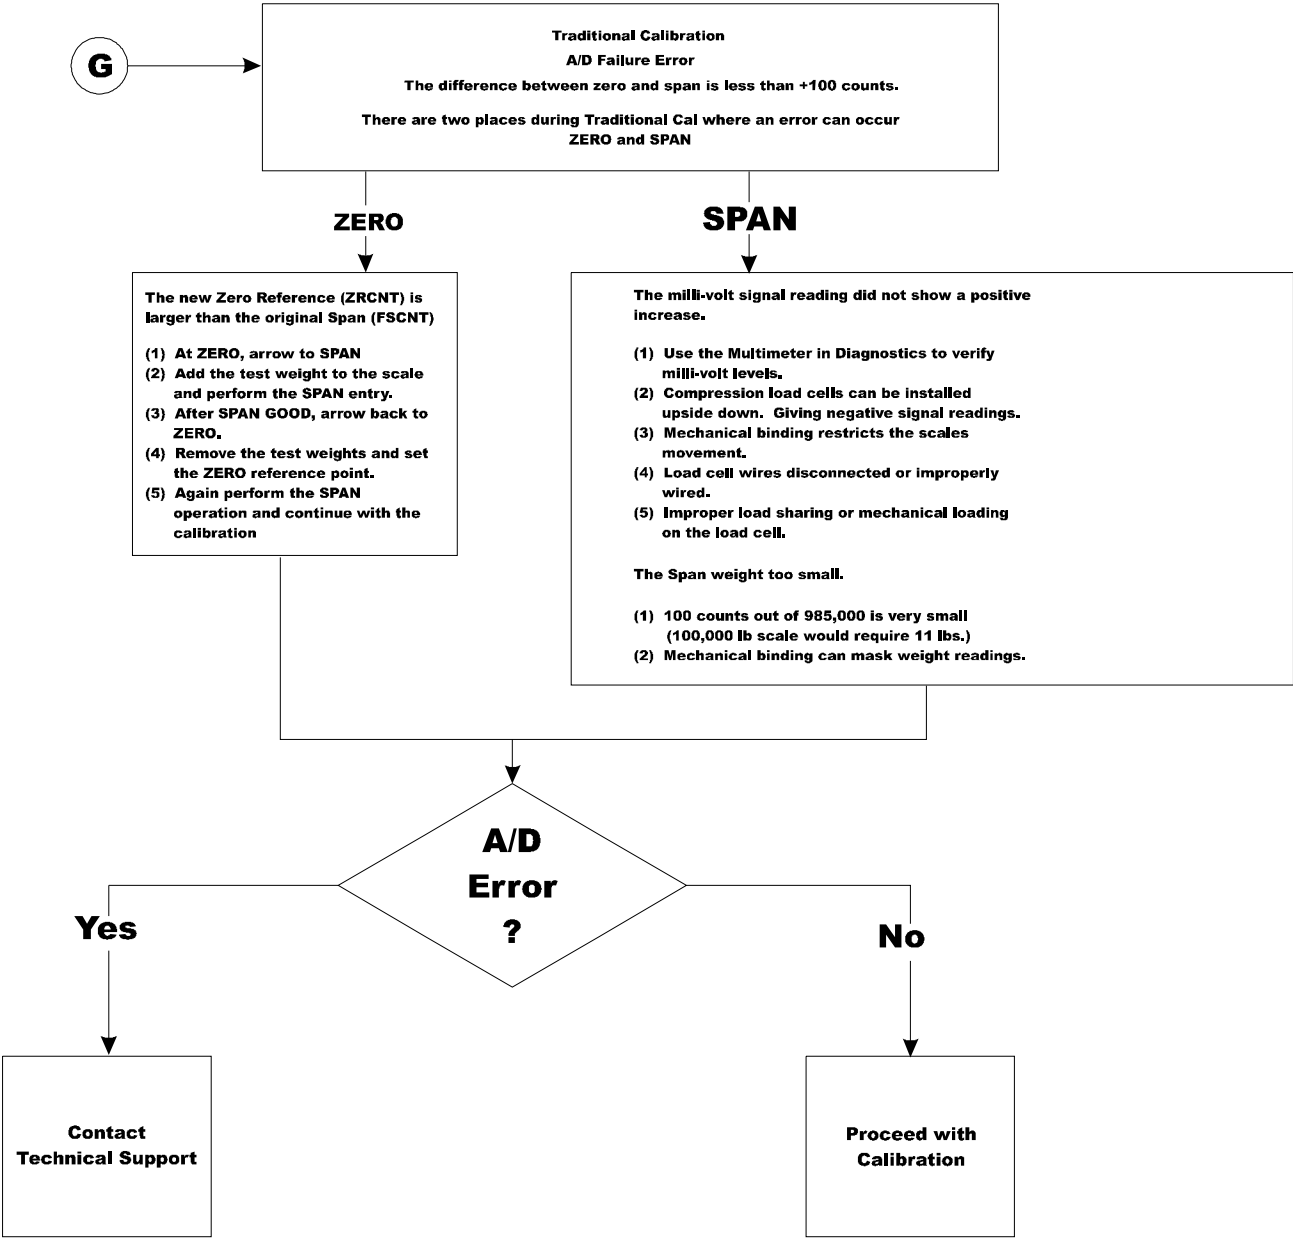 G
Traditional Calibration
A/D Failure Error
The difference between zero and span is less than +100 counts.
There are two places during Traditional Cal where an error can occur
ZERO and SPAN
ZERO
SPAN
The new Zero Reference (ZRCNT) is
larger than the original Span (FSCNT)
(1) At ZERO, arrow to SPAN
(2) Add the test weight to the scale
and perform the SPAN entry.
(3) After SPAN GOOD, arrow back to
ZERO.
(4) Remove the test weights and set
the ZERO reference point.
(5) Again perform the SPAN
operation and continue with the
calibration
The milli-volt signal reading did not show a positive
increase.
(1) Use the Multimeter in Diagnostics to verify
milli-volt levels.
(2) Compression load cells can be installed
upside down. Giving negative signal readings.
(3) Mechanical binding restricts the scales
movement.
(4) Load cell wires disconnected or improperly
wired.
(5) Improper load sharing or mechanical loading
on the load cell.
The Span weight too small.
(1) 100 counts out of 985,000 is very small
(100,000 lb scale would require 11 lbs.)
(2) Mechanical binding can mask weight readings.
A/D
Error
?
Yes
No
Contact
Technical Support
Proceed with
Calibration